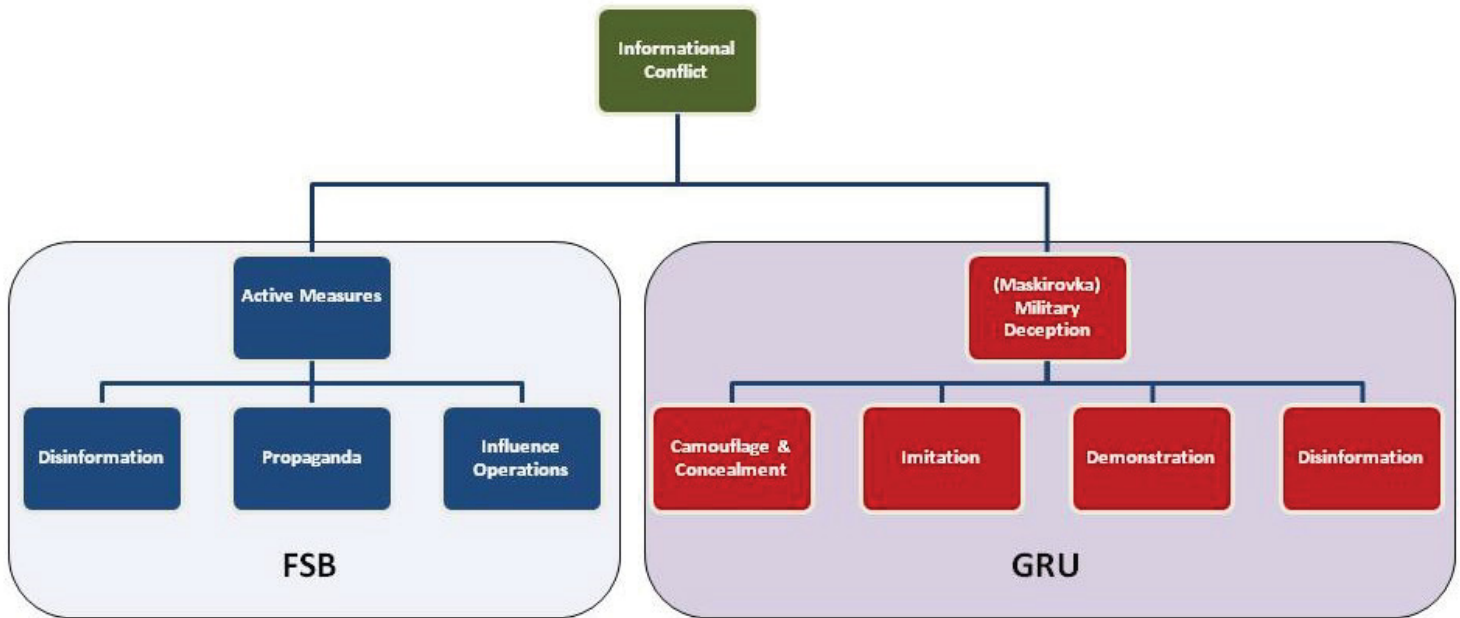 Informational
Conflict
Active Measures
(Maskirovka)
Military
Deception
Disinformation
Propaganda
Influence
Operations
Camouflage &
Concealment
Imitation
Demonstration
Disinformation
FSB
GRU